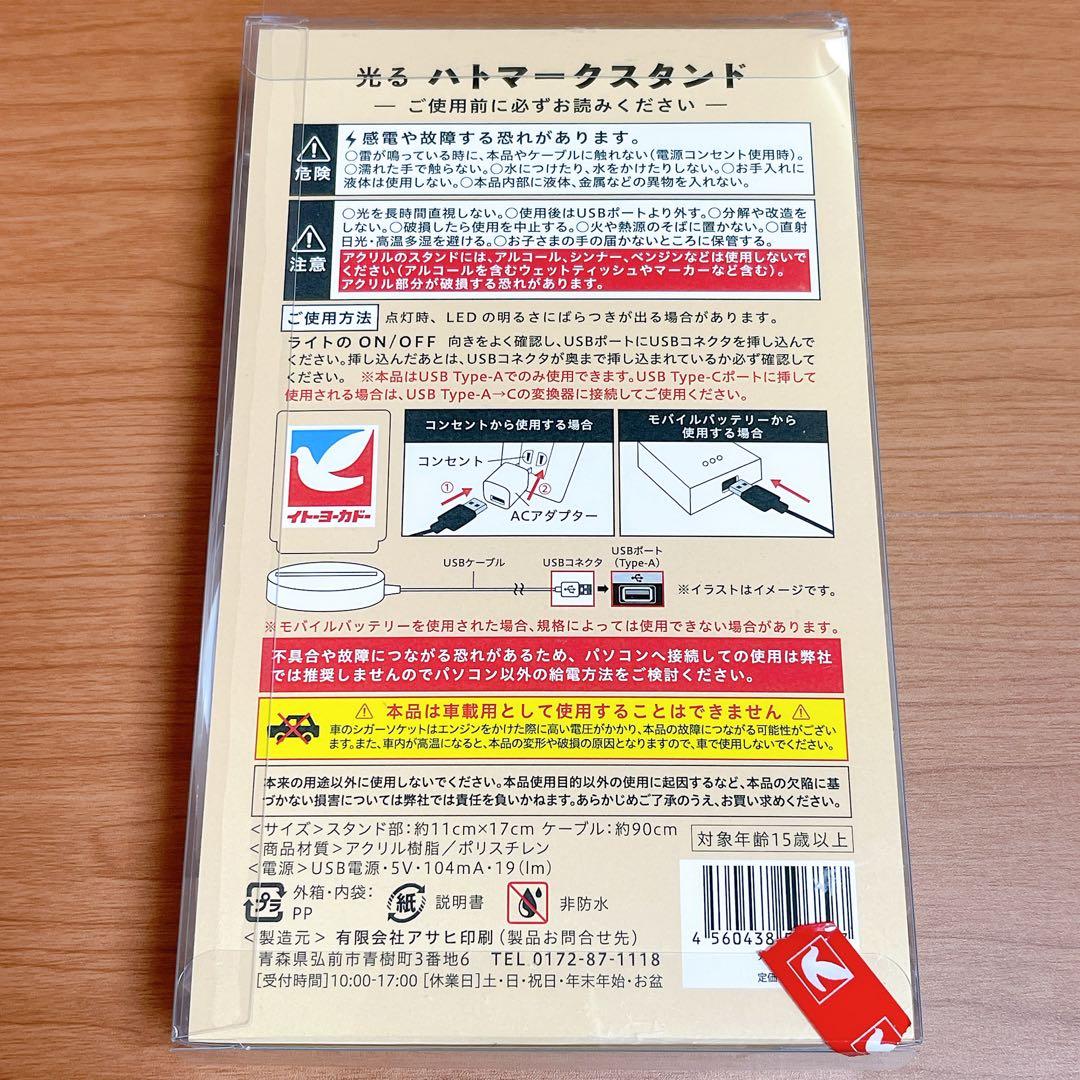 光る ハトマークスタンド
ご使用前に必ずお読みください
危険
感電や故障する恐れがあります。
○雷が鳴っている時に、本品やケーブルに触れない(電源コンセント使用時)。
○濡れた手で触らない。○水につけたり、水をかけたりしない。○お手入れに
液体は使用しない。○本品内部に液体、金属などの異物を入れない。
注意
○光を長時間直視しない。○使用後はUSBポートより外す。○分解や改造を
しない。○破損したら使用を中止する。○火や熱源のそばに置かない。○直射
日光・高温多湿を避ける。○お子さまの手の届かないところに保管する。
アクリルのスタンドには、アルコール、シンナー、ベンジンなどは使用しないで
ください(アルコールを含むウェットティッシュやマーカーなど含む)。
アクリル部分が破損する恐れがあります。
ご使用方法 点灯時、LEDの明るさにばらつきが出る場合があります。
ライトの ON/OFF 向きをよく確認し、USBポートにUSBコネクタを挿し込んで
ください。挿し込んだあとは、USBコネクタが奥まで挿し込まれているか必ず確認して
ください。 ※本品はUSB Type-Aでのみ使用できます。USB Type-Cポートに挿して
使用される場合は、USB Type-A→Cの変換器に接続してご使用ください。
イトーヨーカドー
コンセントから使用する場合
コンセント
①
②
ACアダプター
モバイルバッテリーから
使用する場合
USBケーブル
USBコネクタ
USBポート
(Type-A)
※イラストはイメージです。
※モバイルバッテリーを使用された場合、規格によっては使用できない場合があります。
不具合や故障につながる恐れがあるため、パソコンへ接続しての使用は弊社
では推奨しませんのでパソコン以外の給電方法をご検討ください。
本品は車載用として使用することはできません
車のシガーソケットはエンジンをかけた際に高い電圧がかかり、本品の故障につながる可能性がござい
ます。また、車内が高温になると、本品の変形や破損の原因となりますので、車で使用しないでください。
本来の用途以外に使用しないでください。本品使用目的以外の使用に起因するなど、本品の欠陥に基
づかない損害については弊社では責任を負いかねます。あらかじめご了承のうえ、お買い求めください。
<サイズ>スタンド部:約11cm×17cm ケーブル:約90cm
<商品材質>アクリル樹脂/ポリスチレン
<電源>USB電源・5V・104mA・19(lm)
対象年齢15歳以上
プラ
外箱・内袋:
PP
紙
説明書
非防水
<製造元> 有限会社アサヒ印刷(製品お問合せ先)
青森県弘前市青樹町3番地6 TEL 0172-87-1118
[受付時間]10:00-17:00 [休業日]土・日・祝日・年末年始・お盆
4 560438
定価